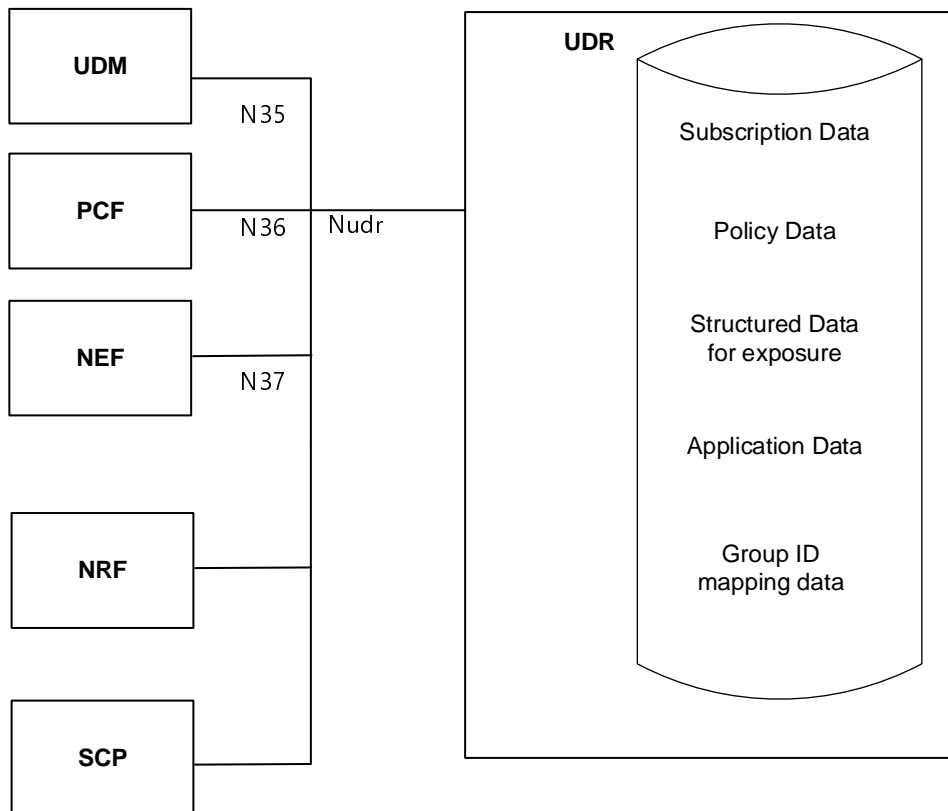 UDM
N35
PCF
N36
Nudr
NEF
N37
NRF
SCP
UDR
Subscription Data
Policy Data
Structured Data
for exposure
Application Data
Group ID
mapping data